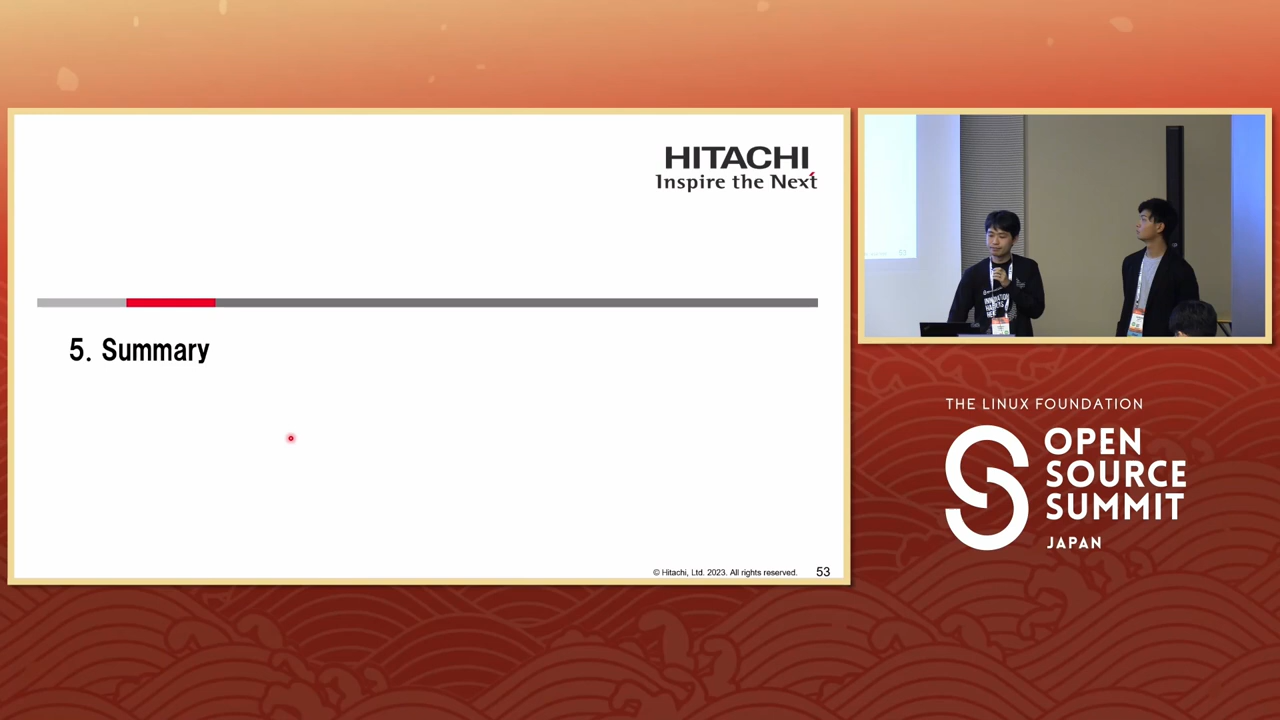 HITACHI
Inspire the Next
5. Summary
© Hitachi, Ltd. 2023. All rights reserved.
53
THE LINUX FOUNDATION
OPEN
SOURCE
SUMMIT
JAPAN